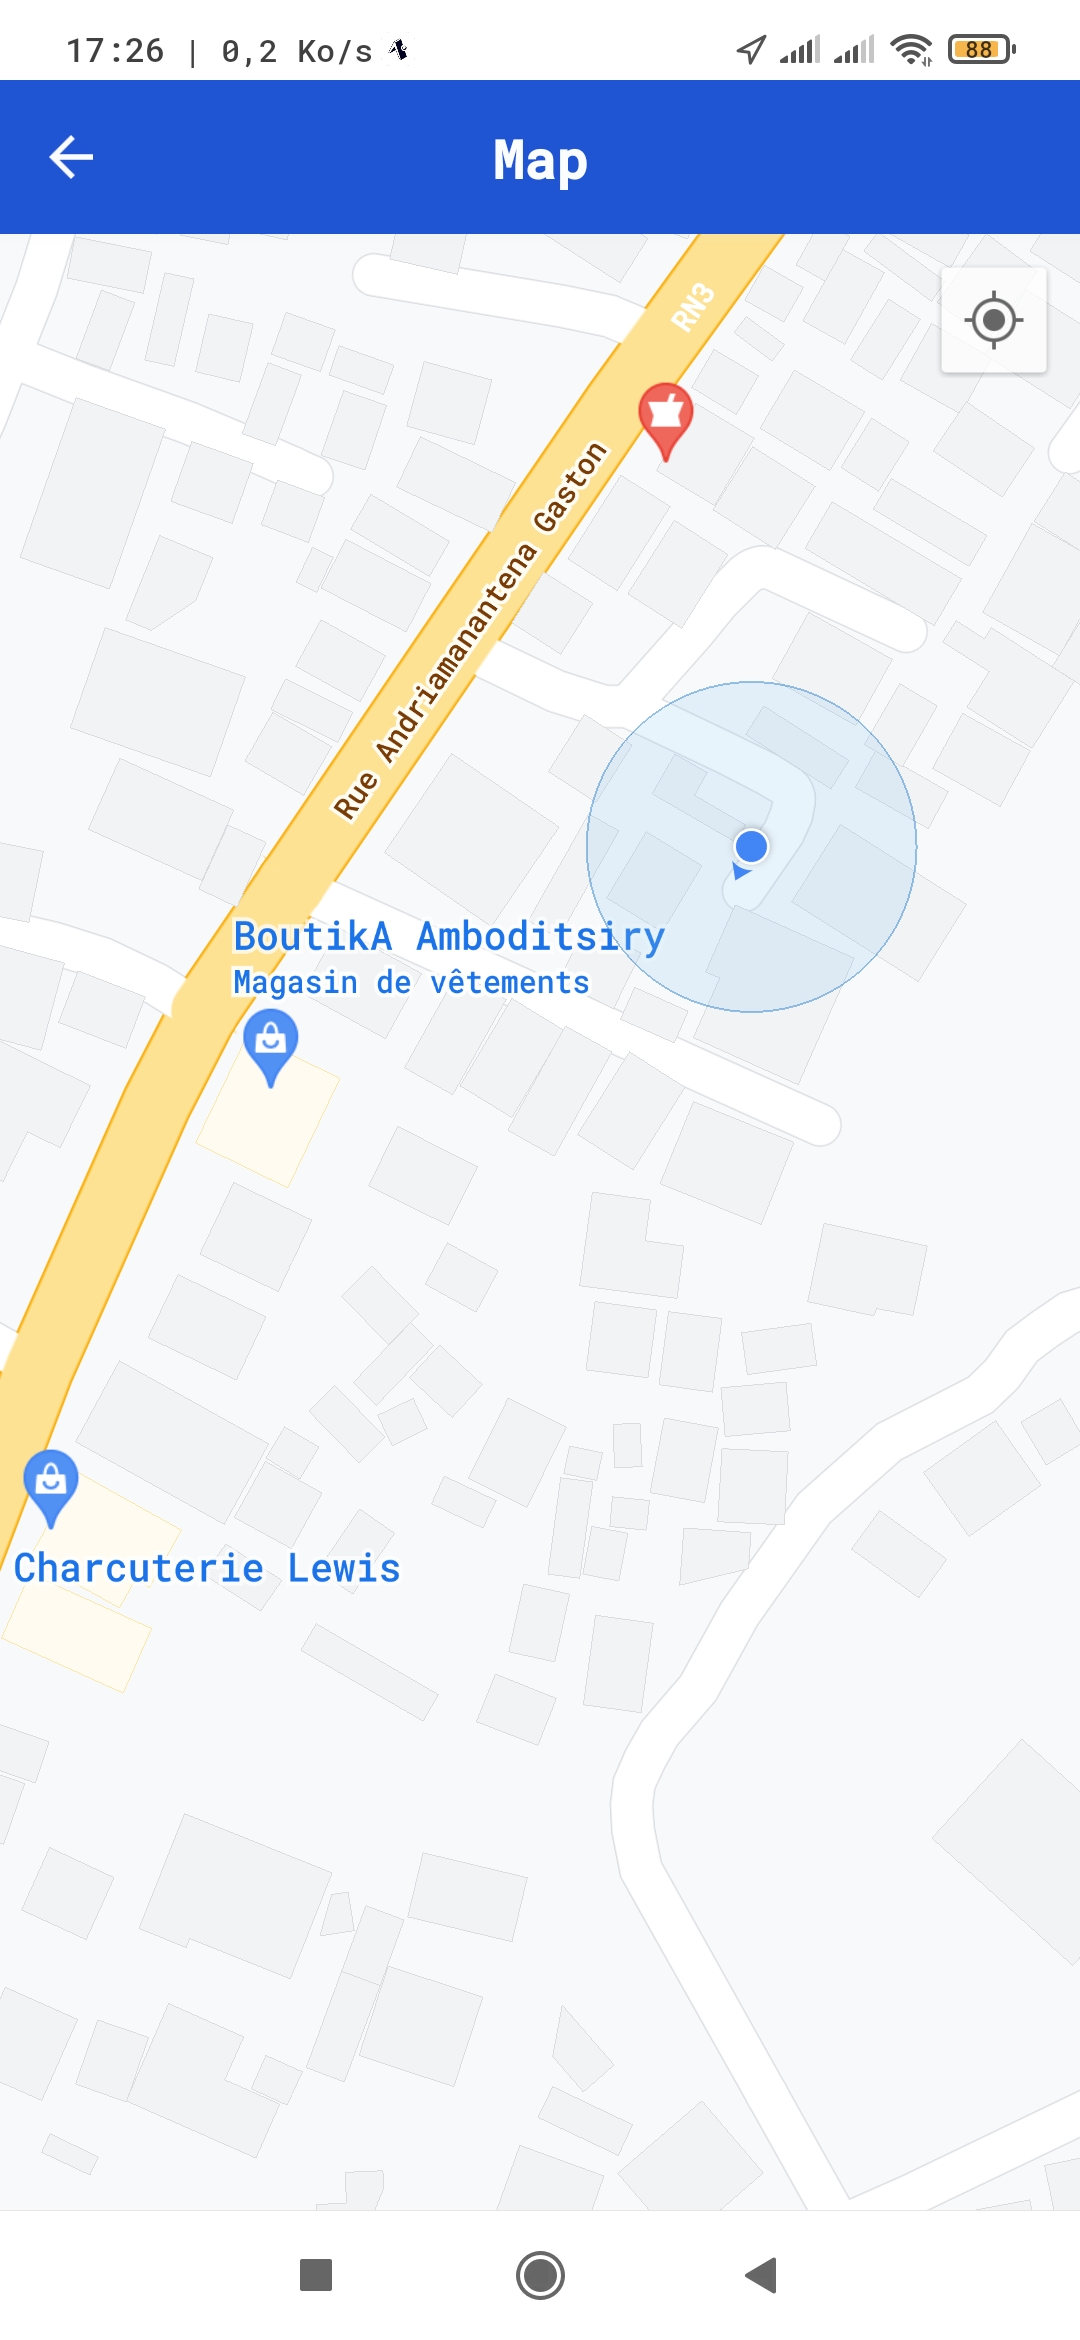 17:26 | 0,2 Ko/s
88
Map
RN3
Rue Andriamanantena Gaston
BoutikA Amboditsiry
Magasin de vêtements
Charcuterie Lewis